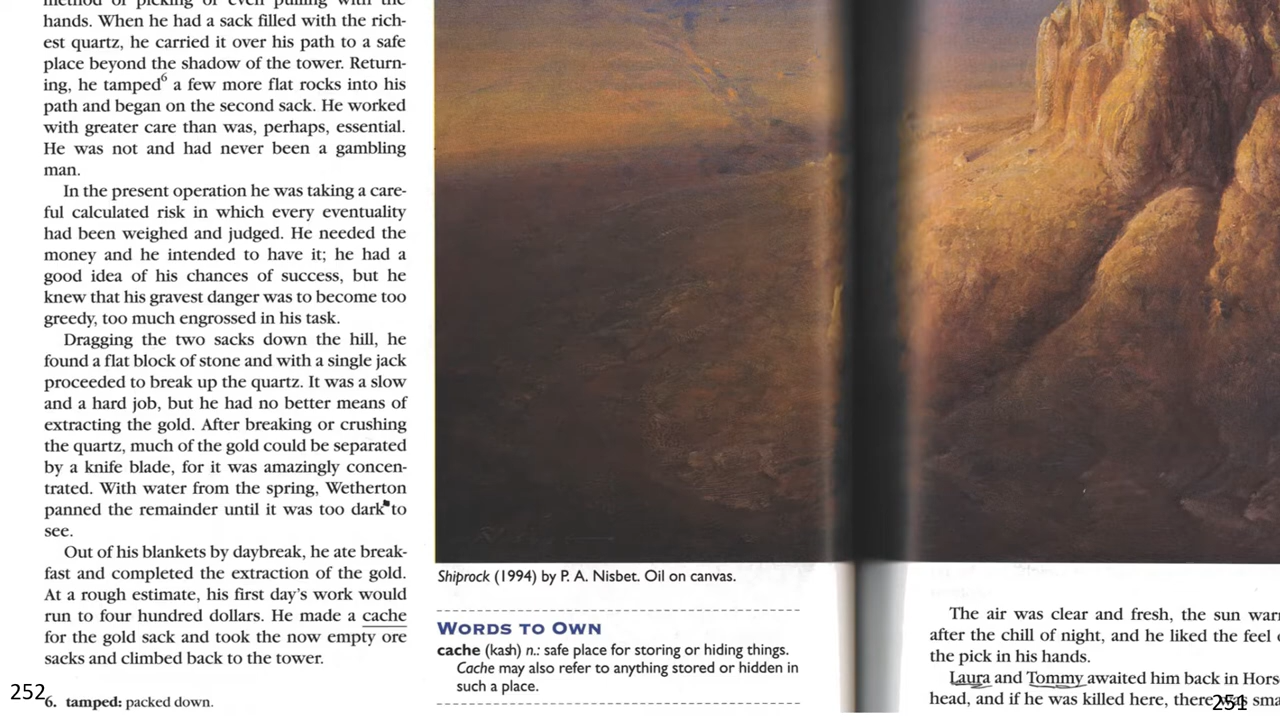 hands. When he had a sack filled with the rich-
est quartz, he carried it over his path to a safe
place beyond the shadow of the tower. Return-
ing, he tamped6 a few more flat rocks into his
path and began on the second sack. He worked
with greater care than was, perhaps, essential.
He was not and had never been a gambling
man.
In the present operation he was taking a care-
ful calculated risk in which every eventuality
had been weighed and judged. He needed the
money and he intended to have it; he had a
good idea of his chances of success, but he
knew that his gravest danger was to become too
greedy, too much engrossed in his task.
Dragging the two sacks down the hill, he
found a flat block of stone and with a single jack
proceeded to break up the quartz. It was a slow
and a hard job, but he had no better means of
extracting the gold. After breaking or crushing
the quartz, much of the gold could be separated
by a knife blade, for it was amazingly concen-
trated. With water from the spring, Wetherton
panned the remainder until it was too dark to
see.
Out of his blankets by daybreak, he ate break-
fast and completed the extraction of the gold.
At a rough estimate, his first day's work would
run to four hundred dollars. He made a cache
for the gold sack and took the now empty ore
sacks and climbed back to the tower.
252
6. tamped: packed down.
Shiprock (1994) by P. A. Nisbet. Oil on canvas.
WORDS TO OWN
cache (kash) n.: safe place for storing or hiding things.
Cache may also refer to anything stored or hidden in
such a place.
The air was clear and fresh, the sun
after the chill of night, and he liked the feel
the pick in his hands.
Laura and Tommy awaited him back in
head, and if he was killed here, there
251